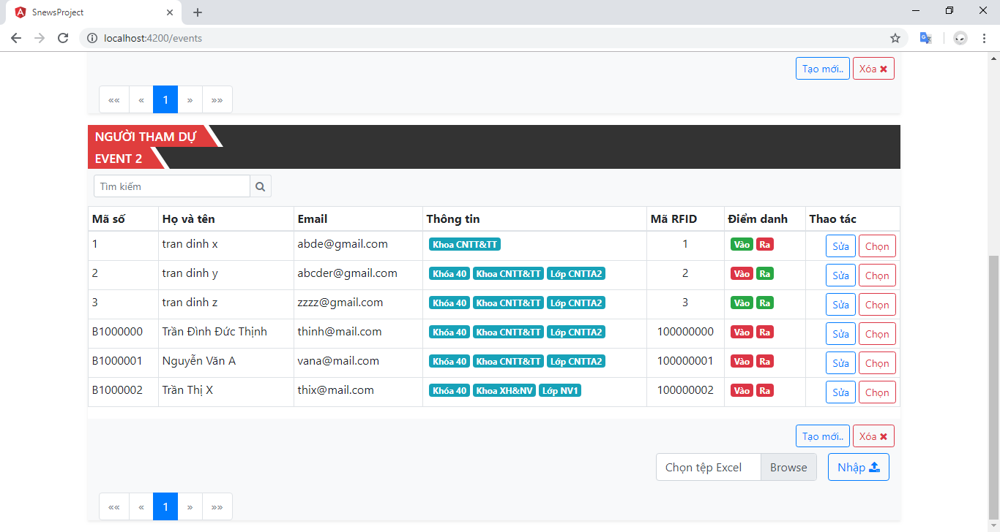 SnewsProject
localhost:4200/events
Tạo mới.. Xóa ✖
«« « 1 » »»
NGƯỜI THAM DỰ
EVENT 2
Tìm kiếm
Mã số Họ và tên Email Thông tin Mã RFID Điểm danh Thao tác
1 tran dinh x abde@gmail.com Khoa CNTT&TT 1 Vào Ra Sửa Chọn
2 tran dinh y abcder@gmail.com Khóa 40 Khoa CNTT&TT Lớp CNTTA2 2 Vào Ra Sửa Chọn
3 tran dinh z zzzz@gmail.com Khóa 40 Khoa CNTT&TT Lớp CNTTA2 3 Vào Ra Sửa Chọn
B1000000 Trần Đình Đức Thịnh thinh@mail.com Khóa 40 Khoa CNTT&TT Lớp CNTTA2 100000000 Vào Ra Sửa Chọn
B1000001 Nguyễn Văn A vana@mail.com Khóa 40 Khoa CNTT&TT Lớp CNTTA2 100000001 Vào Ra Sửa Chọn
B1000002 Trần Thị X thix@mail.com Khóa 40 Khoa XH&NV Lớp NV1 100000002 Vào Ra Sửa Chọn
Tạo mới.. Xóa ✖
Chọn tệp Excel Browse Nhập
«« « 1 » »»